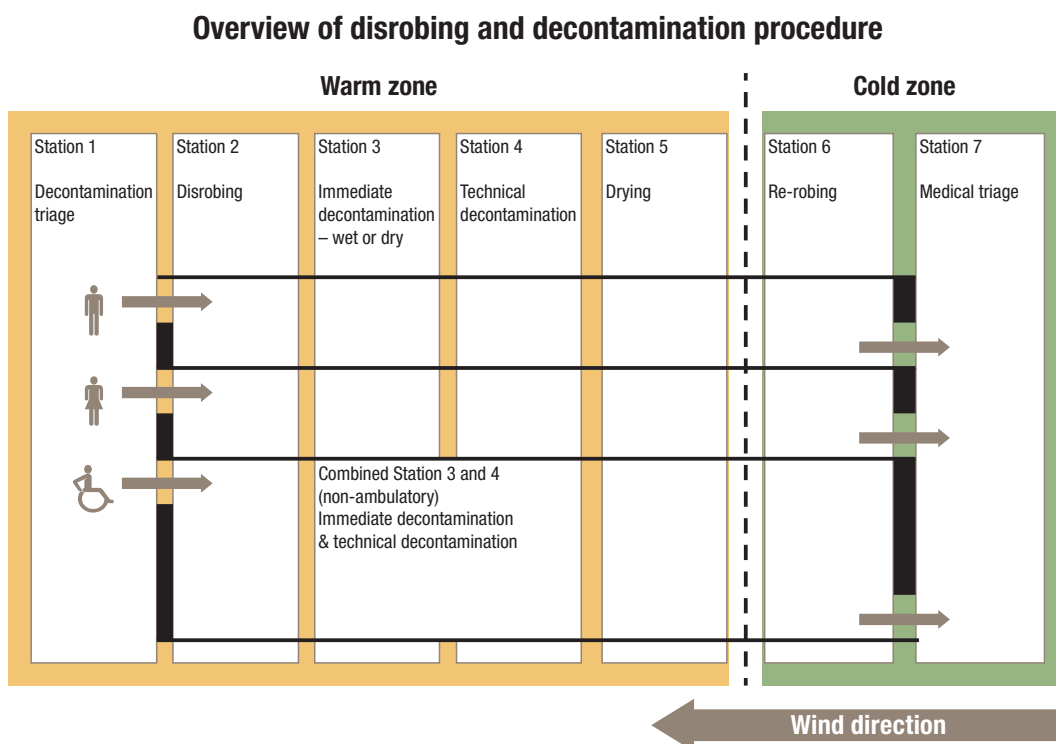 Overview of disrobing and decontamination procedure
Warm zone
Cold zone
Station 1
Decontamination
triage
Station 2
Disrobing
Station 3
Immediate
decontamination
– wet or dry
Station 4
Technical
decontamination
Station 5
Drying
Station 6
Re-robing
Station 7
Medical triage
Combined Station 3 and 4
(non-ambulatory)
Immediate decontamination
& technical decontamination
Wind direction